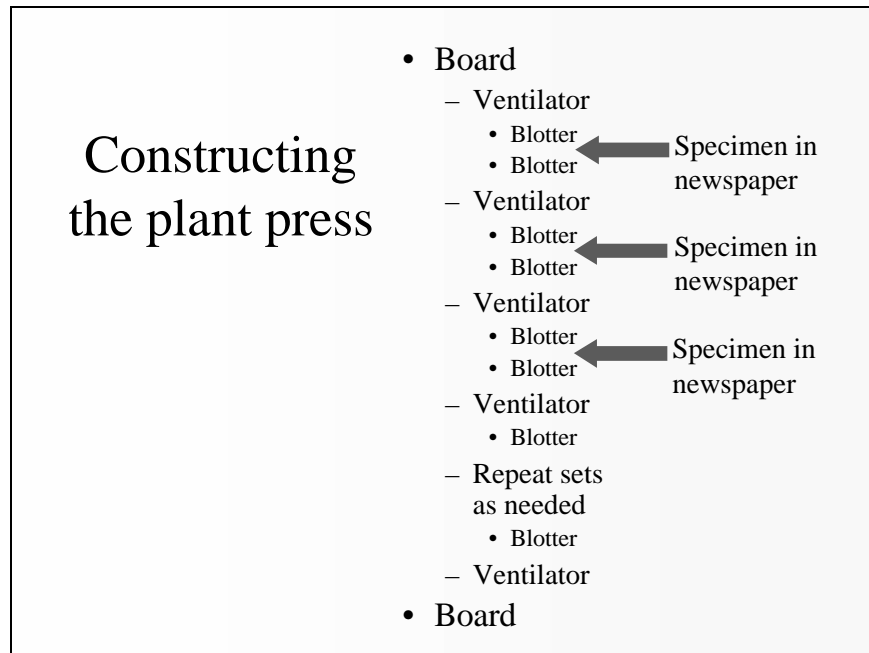 Constructing
the plant press
• Board
– Ventilator
• Blotter
• Blotter
Specimen in
newspaper
– Ventilator
• Blotter
• Blotter
Specimen in
newspaper
– Ventilator
• Blotter
• Blotter
Specimen in
newspaper
– Ventilator
• Blotter
– Repeat sets
as needed
• Blotter
– Ventilator
• Board